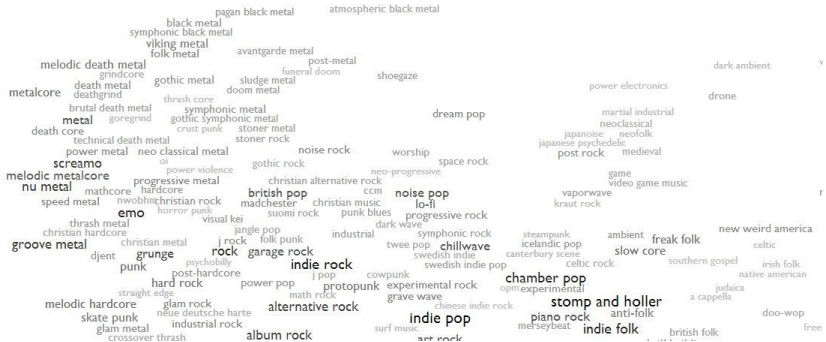 pagan black metal
atmospheric black metal
black metal
symphonic black metal
viking metal
folk metal
avantgarde metal
post-metal
melodic death metal
dark ambient
funeral doom
grindcore
shoegaze
gothic metal
sludge metal
death metal
power electronics
doom metal
metalcore
deathgrind
drone
thrash core
brutal death metal
symphonic metal
martial industrial
dream pop
goregrind
gothic symphonic metal
metal
neoclassical
crust punk
stoner metal
death core
japanoise
neofolk
technical death metal
stoner rock
japanese psychedelic
power metal
neo classical metal
noise rock
worship
post rock
medieval
screamo
oi
gothic rock
space rock
power violence
neo-progressive
melodic metalcore
game
progressive metal
christian alternative rock
video game music
nu metal
mathcore
hardcore
british pop
ccm
noise pop
vaporwave
speed metal
nwobhm
christian rock
madchester
christian music
lo-fi
kraut rock
emo
horror punk
suomi rock
punk blues
progressive rock
visual kei
thrash metal
dark wave
christian hardcore
jangle pop
industrial
symphonic rock
steampunk
ambient
new weird america
groove metal
christian metal
j rock
folk punk
twee pop
chillwave
icelandic pop
freak folk
celtic
djent
grunge
rock
garage rock
swedish indie
canterbury scene
slow core
punk
psychobilly
indie rock
swedish indie pop
celtic rock
southern gospel
irish folk
post-hardcore
j pop
cowpunk
chamber pop
native american
hard rock
power pop
protopunk
experimental rock
opm
experimental
judaica
straight edge
math rock
grave wave
a cappella
melodic hardcore
glam rock
alternative rock
chinese indie rock
stomp and holler
skate punk
neue deutsche harte
indie pop
piano rock
anti-folk
doo-wop
glam metal
industrial rock
surf music
merseybeat
indie folk
british folk
free
crossover thrash
album rock
art rock